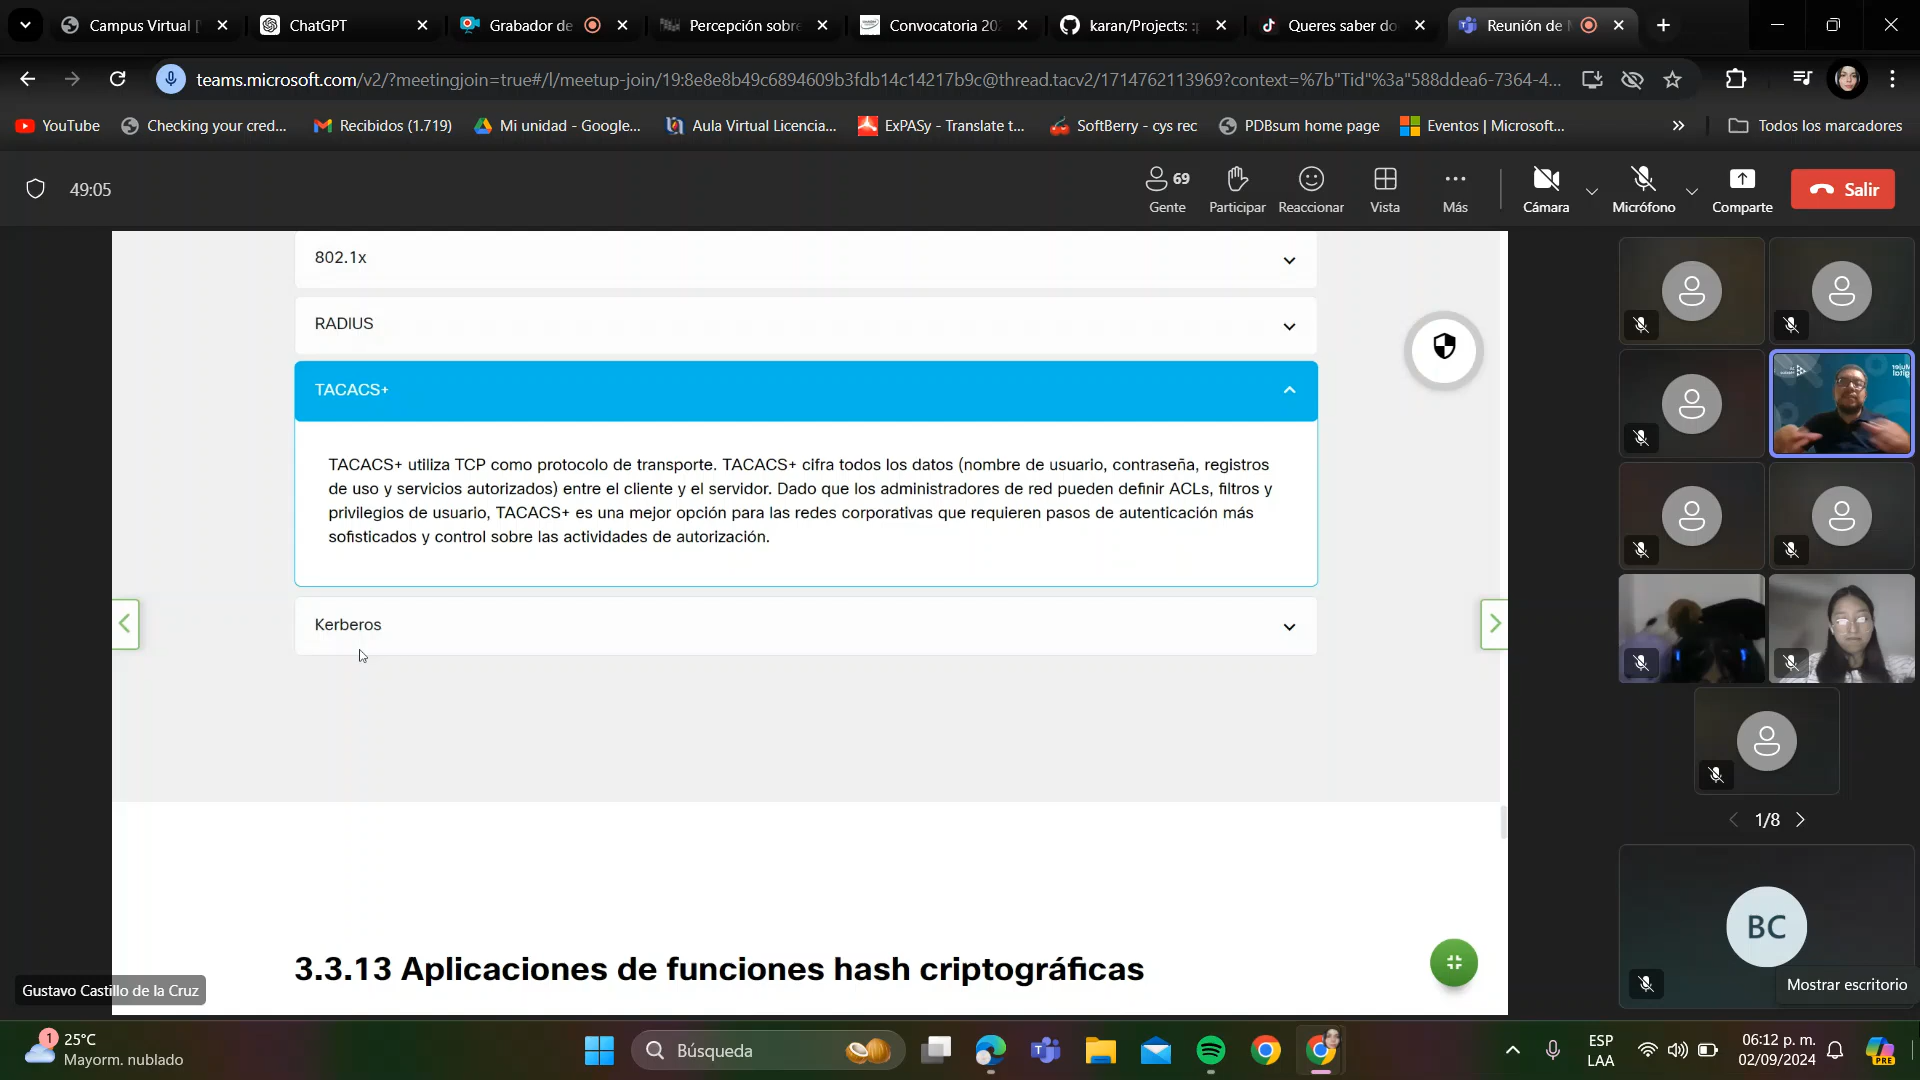 Campus Virtual [
ChatGPT
Grabador de
Percepción sobre
Convocatoria 202
karan/Projects: :p
Queres saber do
Reunión de M
teams.microsoft.com/v2/?meetingjoin=true#/l/meetup-join/19:8e8e8b49c6894609b3fdb14c14217b9c@thread.tacv2/1714762113969?context=%7b"Tid"%3a"588ddea6-7364-4...
YouTube
Checking your cred...
Recibidos (1.719)
Mi unidad - Google...
Aula Virtual Licencia...
ExPASy - Translate t...
SoftBerry - cys rec
PDBsum home page
Eventos | Microsoft...
»
Todos los marcadores
49:05
69
Gente
Participar
Reaccionar
Vista
Más
Cámara
Micrófono
Comparte
Salir
802.1x
RADIUS
TACACS+
TACACS+ utiliza TCP como protocolo de transporte. TACACS+ cifra todos los datos (nombre de usuario, contraseña, registros
de uso y servicios autorizados) entre el cliente y el servidor. Dado que los administradores de red pueden definir ACLs, filtros y
privilegios de usuario, TACACS+ es una mejor opción para las redes corporativas que requieren pasos de autenticación más
sofisticados y control sobre las actividades de autorización.
Kerberos
3.3.13 Aplicaciones de funciones hash criptográficas
Gustavo Castillo de la Cruz
1/8
BC
Mostrar escritorio
1
25°C
Mayorm. nublado
Búsqueda
PRE
ESP
LAA
06:12 p. m.
02/09/2024